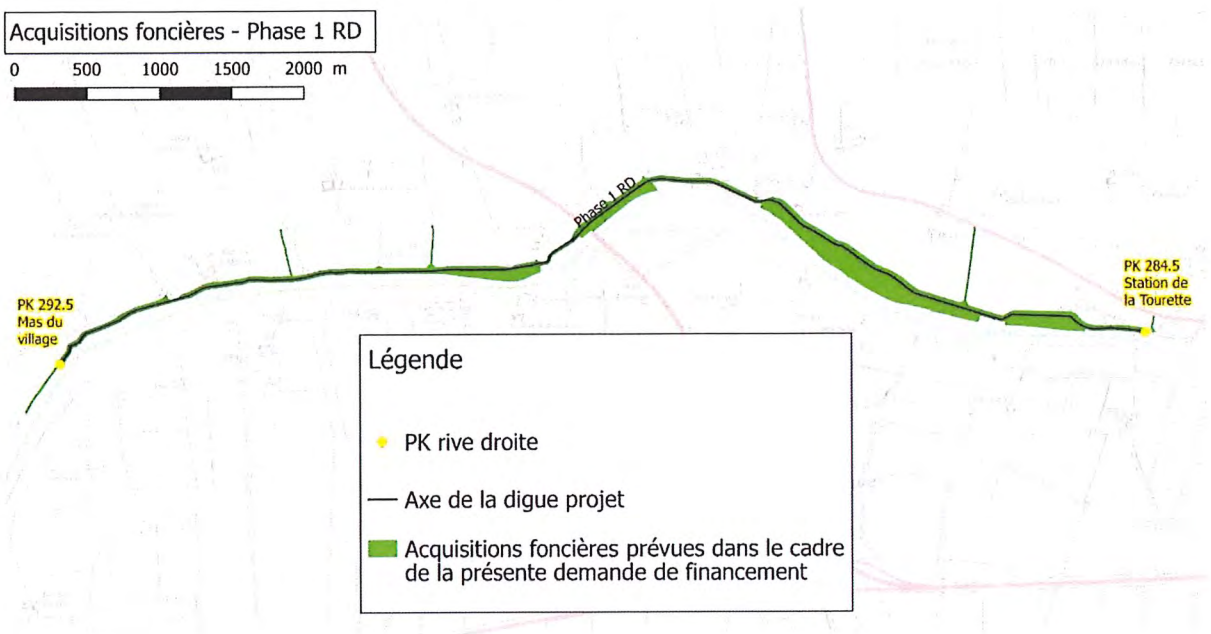 Acquisitions foncières - Phase 1 RD
0 500 1000 1500 2000 m
Phase 1 RD
PK 292.5
Mas du
village
PK 284.5
Station de
la Tourette
Légende
PK rive droite
Axe de la digue projet
Acquisitions foncières prévues dans le cadre
de la présente demande de financement